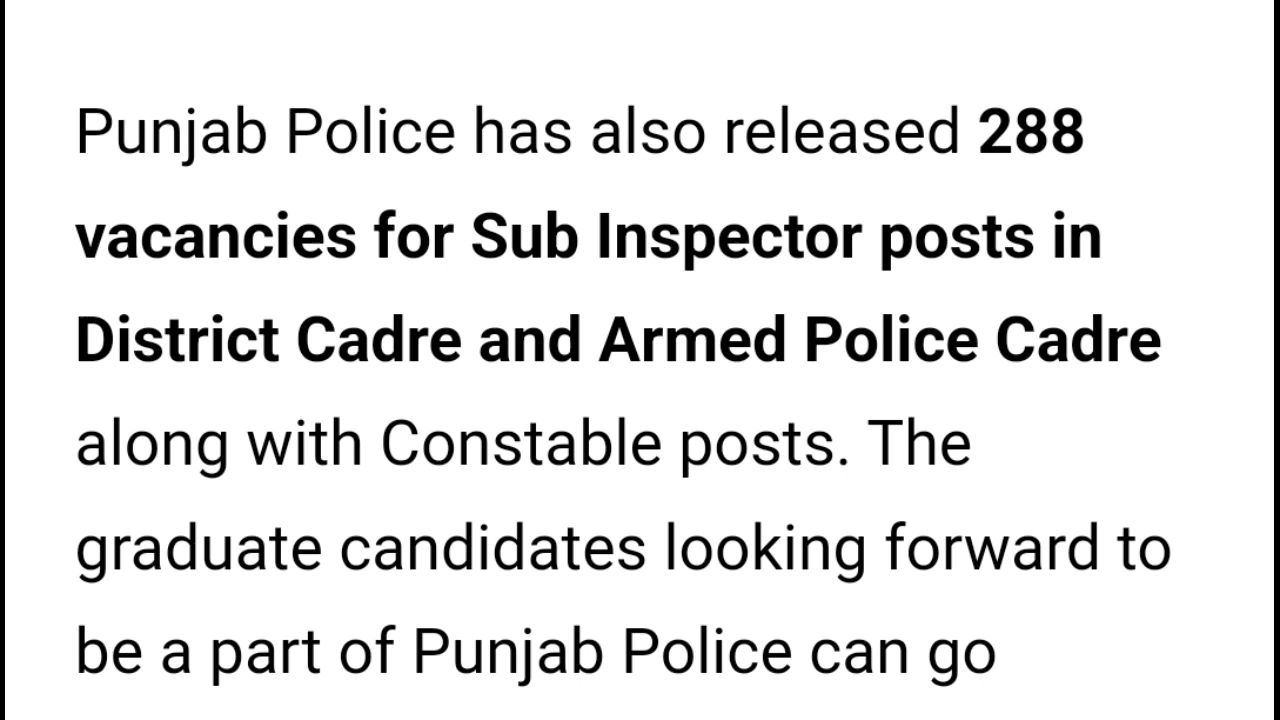 Punjab Police has also released 288
vacancies for Sub Inspector posts in
District Cadre and Armed Police Cadre
along with Constable posts. The
graduate candidates looking forward to
be a part of Punjab Police can go